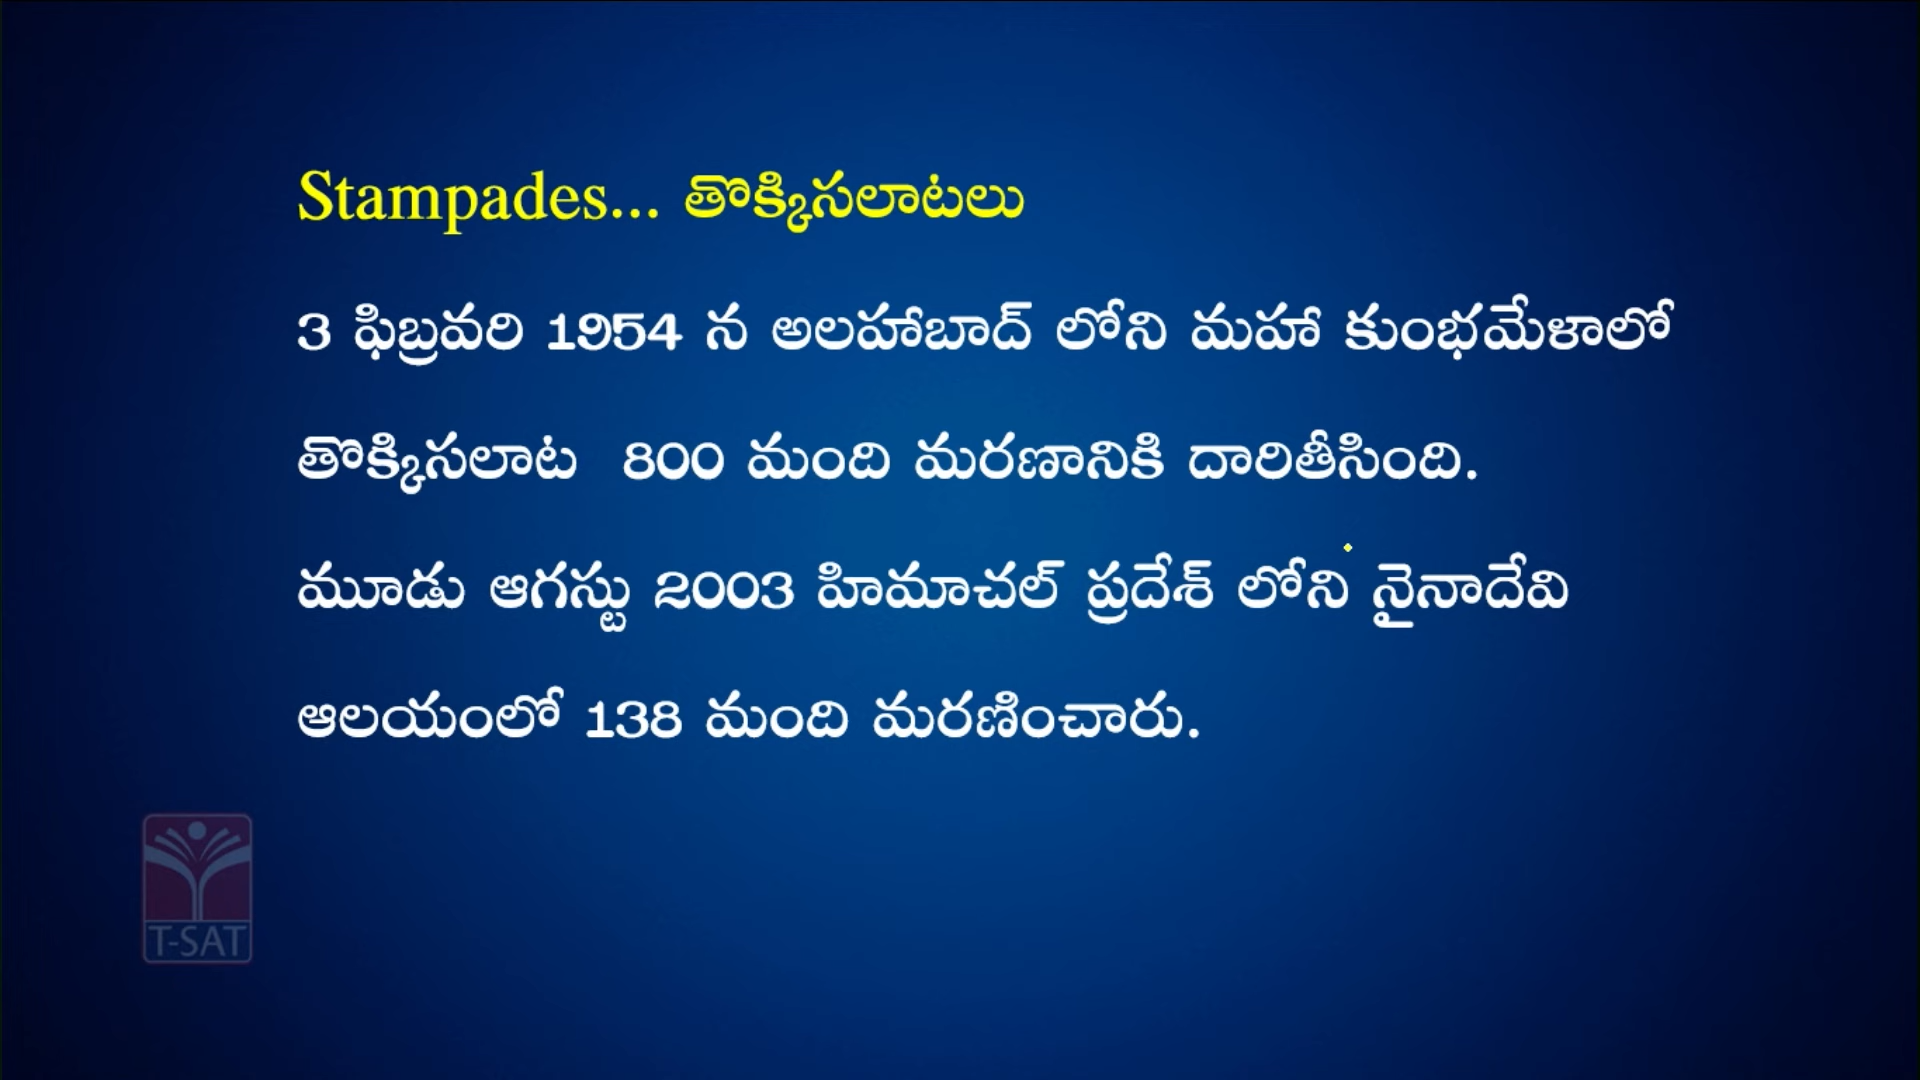 Stampades... తొక్కిసలాటలు
3 ఫిబ్రవరి 1954 న అలహాబాద్ లోని మహా కుంభమేళాలో
తొక్కిసలాట 800 మంది మరణానికి దారితీసింది.
మూడు ఆగస్టు 2003 హిమాచల్ ప్రదేశ్ లోని నైనాదేవి
ఆలయంలో 138 మంది మరణించారు.
T-SAT